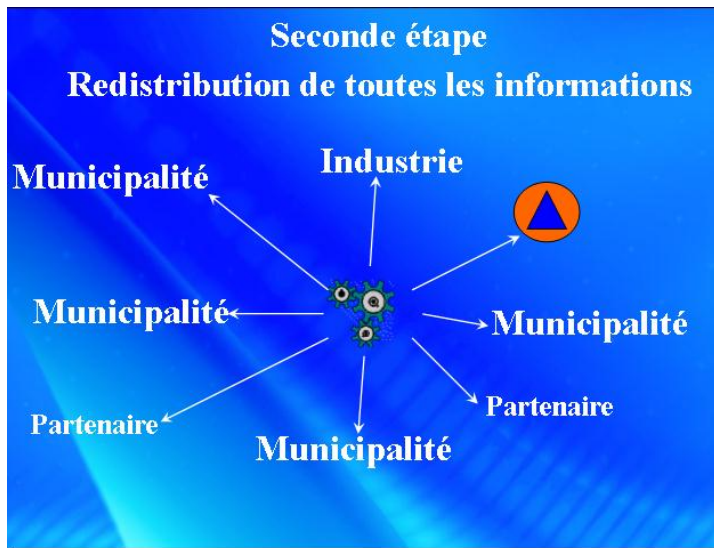 Seconde étape
Redistribution de toutes les informations
Industrie
Municipalité
Municipalité
Municipalité
Partenaire
Partenaire
Municipalité